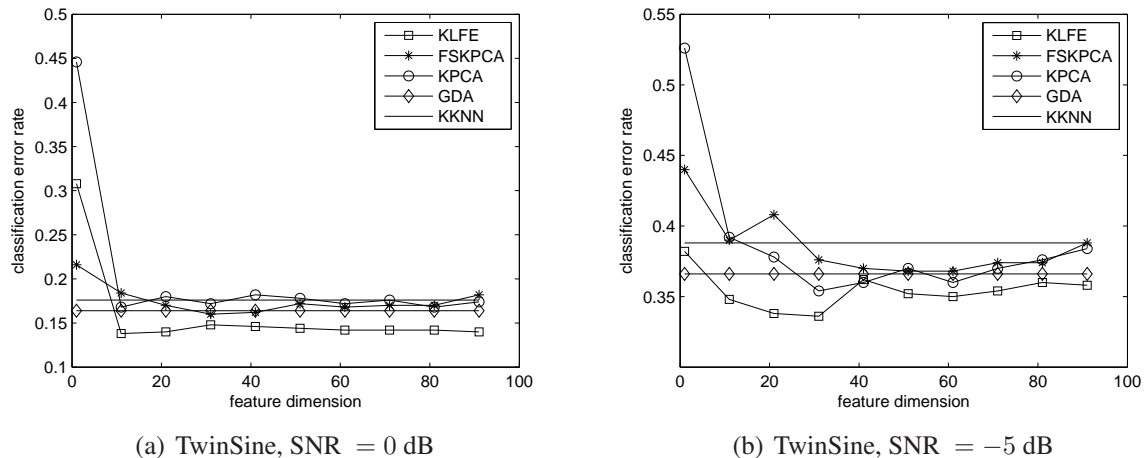 0.5
0.45
0.4
0.35
0.3
0.25
0.2
0.15
0.1
classification error rate
0 20 40 60 80 100
feature dimension
KLFE
FSKPCA
KPCA
GDA
KKNN
(a) TwinSine, SNR = 0 dB
0.55
0.5
0.45
0.4
0.35
classification error rate
0 20 40 60 80 100
feature dimension
KLFE
FSKPCA
KPCA
GDA
KKNN
(b) TwinSine, SNR = −5 dB